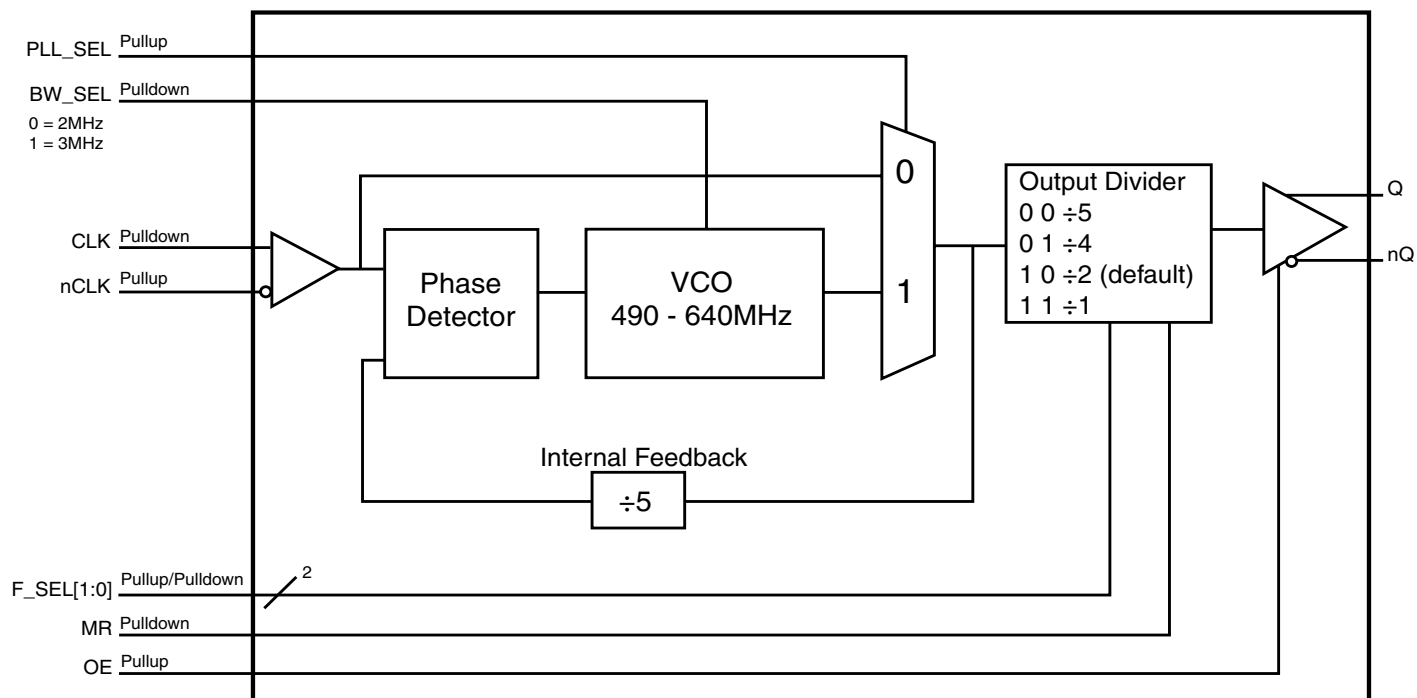 PLL_SEL Pullup
BW_SEL Pulldown
0 = 2MHz
1 = 3MHz
CLK Pulldown
nCLK Pullup
Phase
Detector
VCO
490 - 640MHz
0
1
Output Divider
0 0 ÷5
0 1 ÷4
1 0 ÷2 (default)
1 1 ÷1
Q
nQ
Internal Feedback
÷5
F_SEL[1:0] Pullup/Pulldown 2
MR Pulldown
OE Pullup